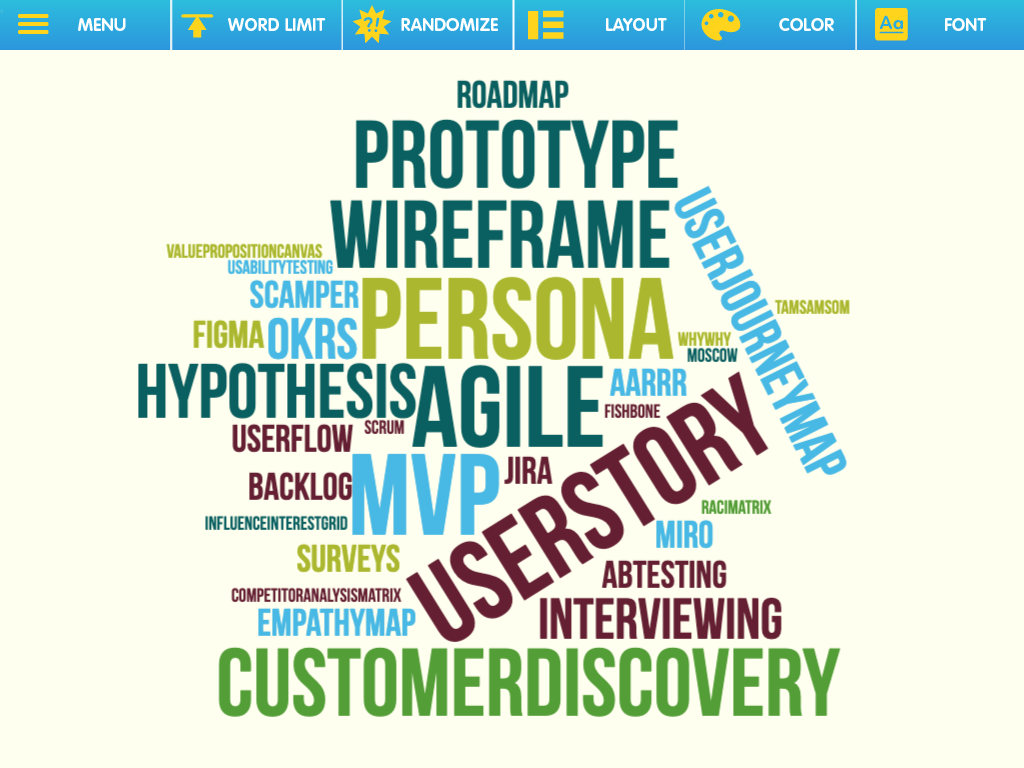 MENU
WORD LIMIT
RANDOMIZE
LAYOUT
COLOR
Aa
FONT
ROADMAP
PROTOTYPE
WIREFRAME
USERJOURNEYMAP
VALUEPROPOSITIONCANVAS
USABILITYTESTING
SCAMPER
PERSONA
TAMSAMSOM
FIGMA
OKRS
WHYWHY
MOSCOW
HYPOTHESIS
AGILE
AARRR
FISHBONE
SCRUM
USERFLOW
USERSTORY
MVP
JIRA
BACKLOG
RACIMATRIX
INFLUENCEINTERESTGRID
MIRO
SURVEYS
ABTESTING
COMPETITORANALYSISMATRIX
EMPATHYMAP
INTERVIEWING
CUSTOMERDISCOVERY